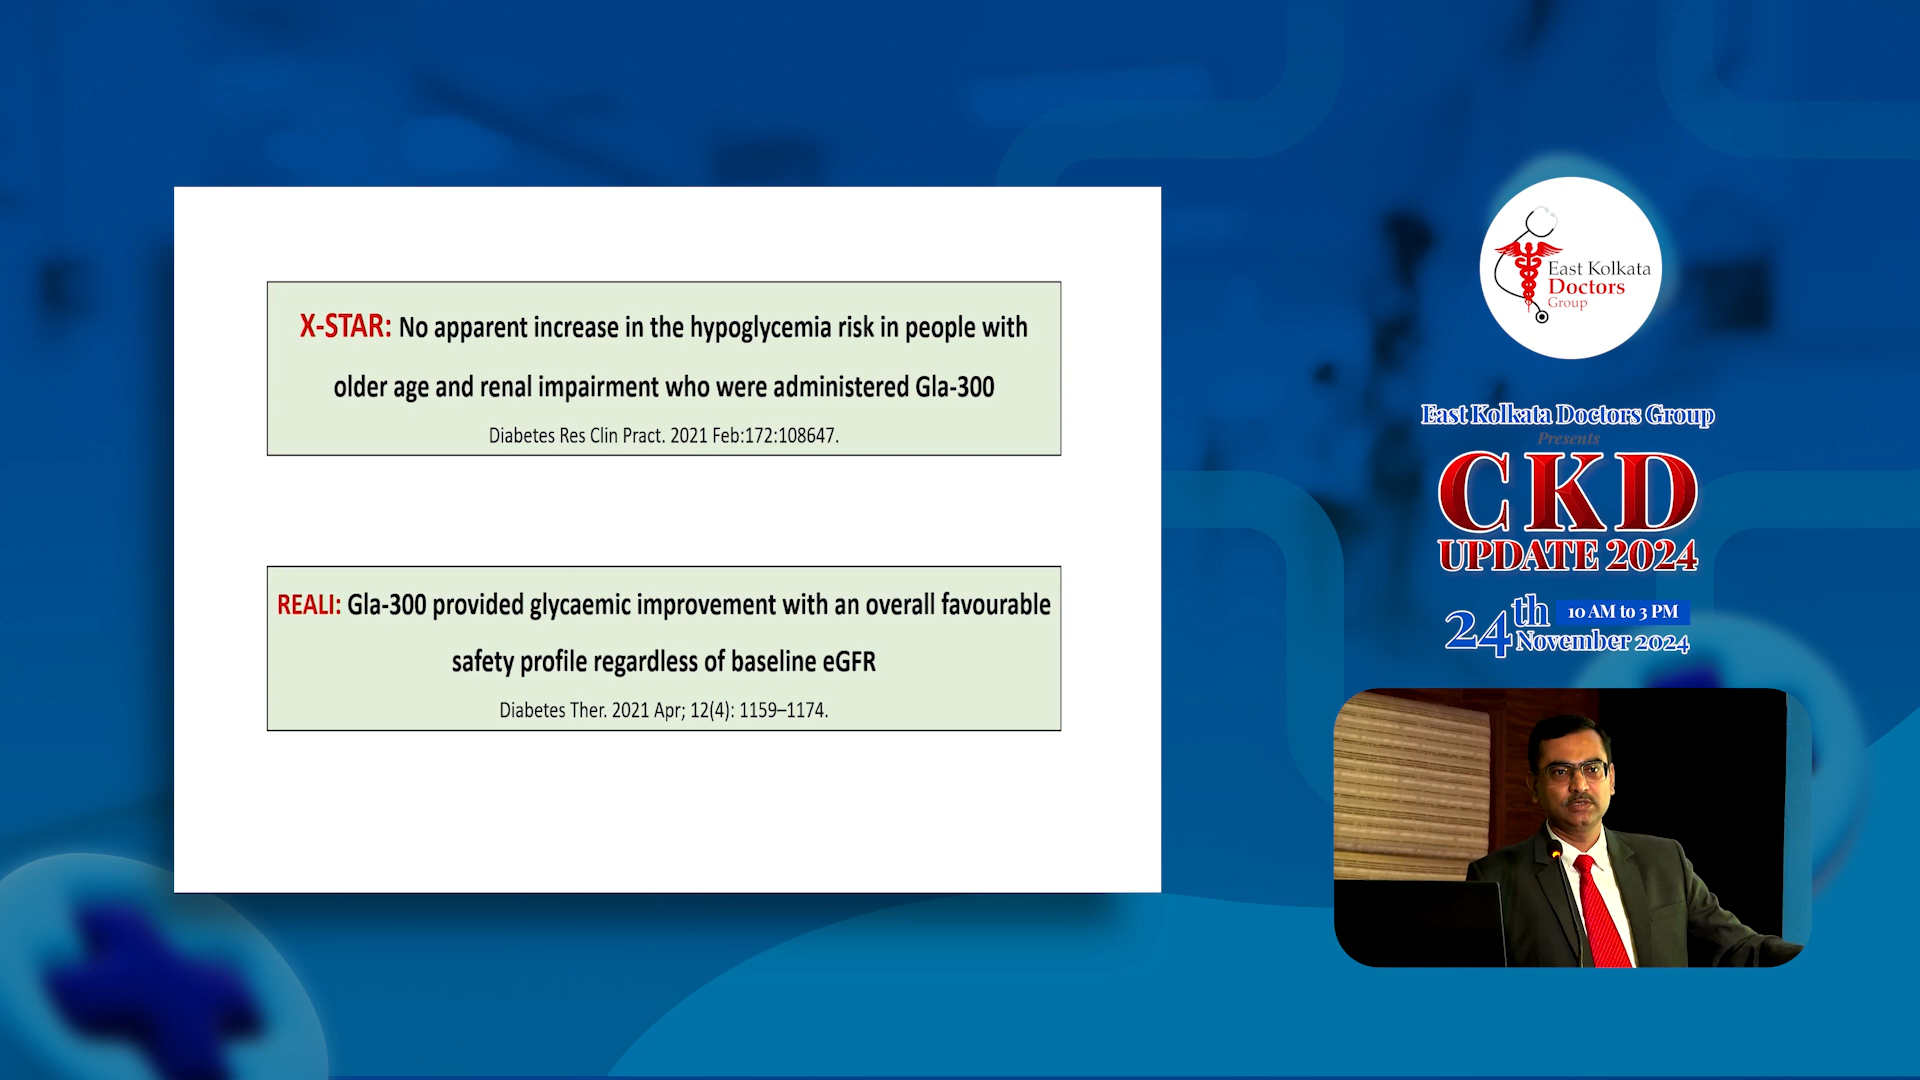 X-STAR: No apparent increase in the hypoglycemia risk in people with
older age and renal impairment who were administered Gla-300
Diabetes Res Clin Pract. 2021 Feb:172:108647.
REALI: Gla-300 provided glycaemic improvement with an overall favourable
safety profile regardless of baseline eGFR
Diabetes Ther. 2021 Apr; 12(4): 1159–1174.
East Kolkata
Doctors
Group
East Kolkata Doctors Group
Presents
CKD
UPDATE 2024
24th
10 AM to 3 PM
November 2024